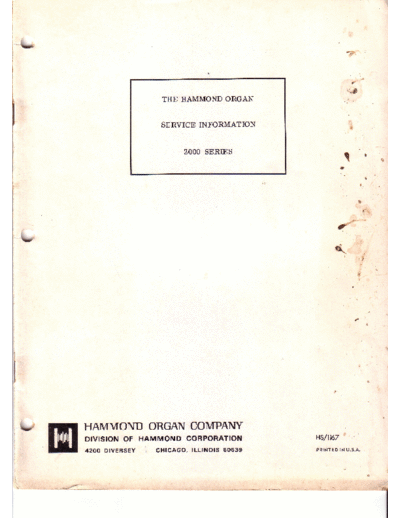 THE HAMMOND ORGAN
SERVICE INFORMATION
3000 SERIES
HAMMOND ORGAN COMPANY
DIVISION OF HAMMOND CORPORATION
4200 DIVERSEY CHICAGO, ILLINOIS 60639
PRINTED IN U.S.A.